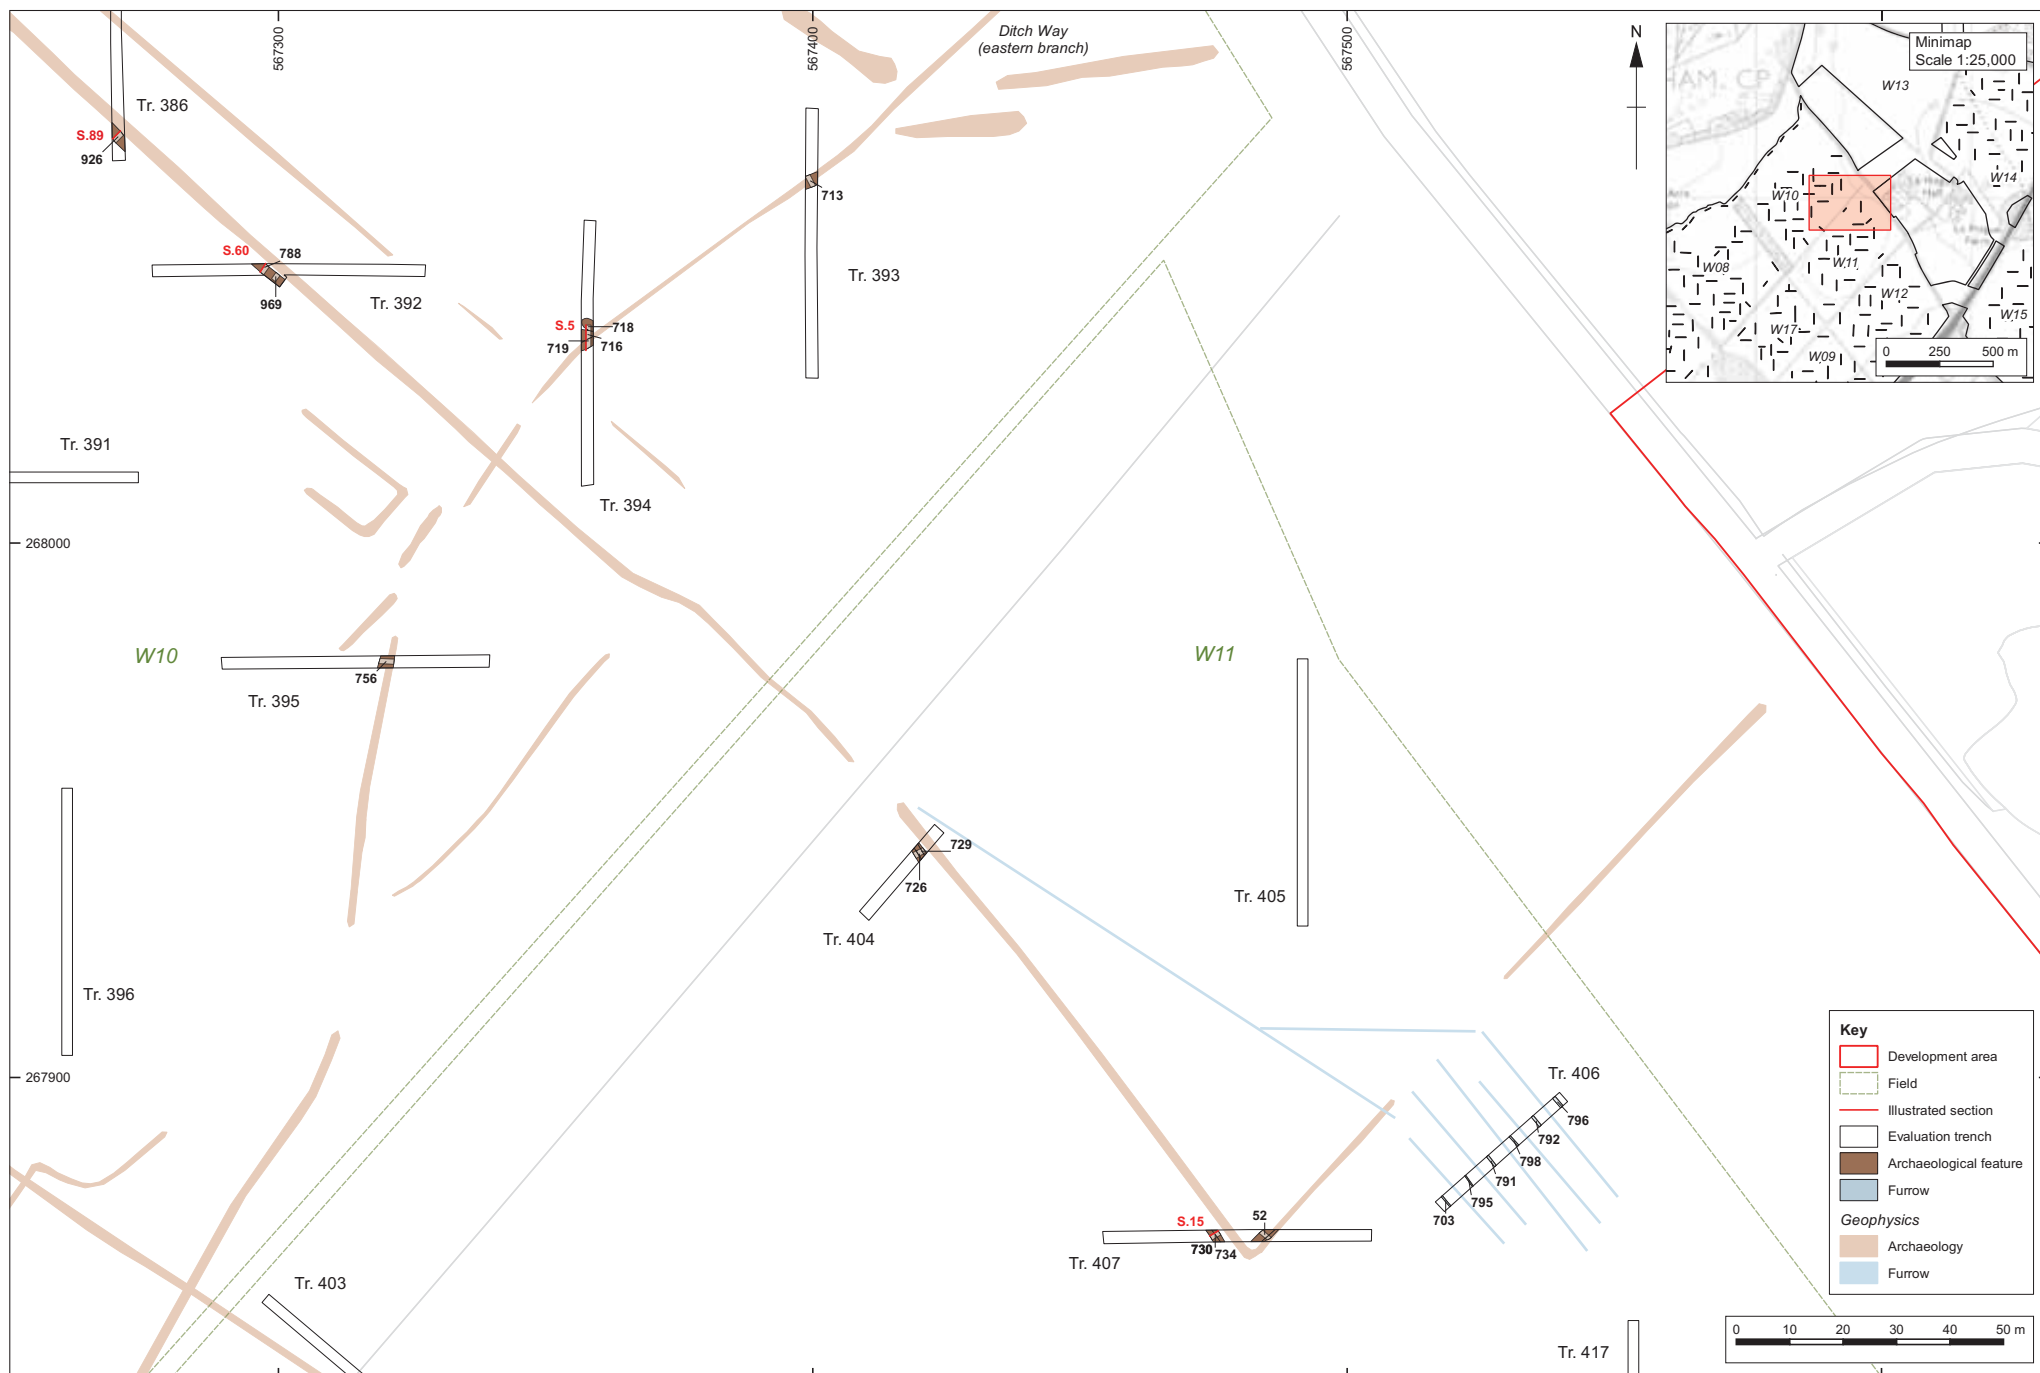 567300
567400
567500
Ditch Way
(eastern branch)
N
Minimap
Scale 1:25,000
HAM CP
W13
W14
W10
W11
W08
W12
W15
W17
W09
0 250 500 m
Tr. 386
S.89
926
713
S.60
788
969
Tr. 392
Tr. 393
S.5
718
719
716
Tr. 391
Tr. 394
268000
W10
W11
756
Tr. 395
729
726
Tr. 404
Tr. 405
Tr. 396
267900
Tr. 406
796
792
798
791
795
703
S.15
52
730
734
Tr. 407
Tr. 403
Tr. 417
Key
Development area
Field
Illustrated section
Evaluation trench
Archaeological feature
Furrow
Geophysics
Archaeology
Furrow
0 10 20 30 40 50 m